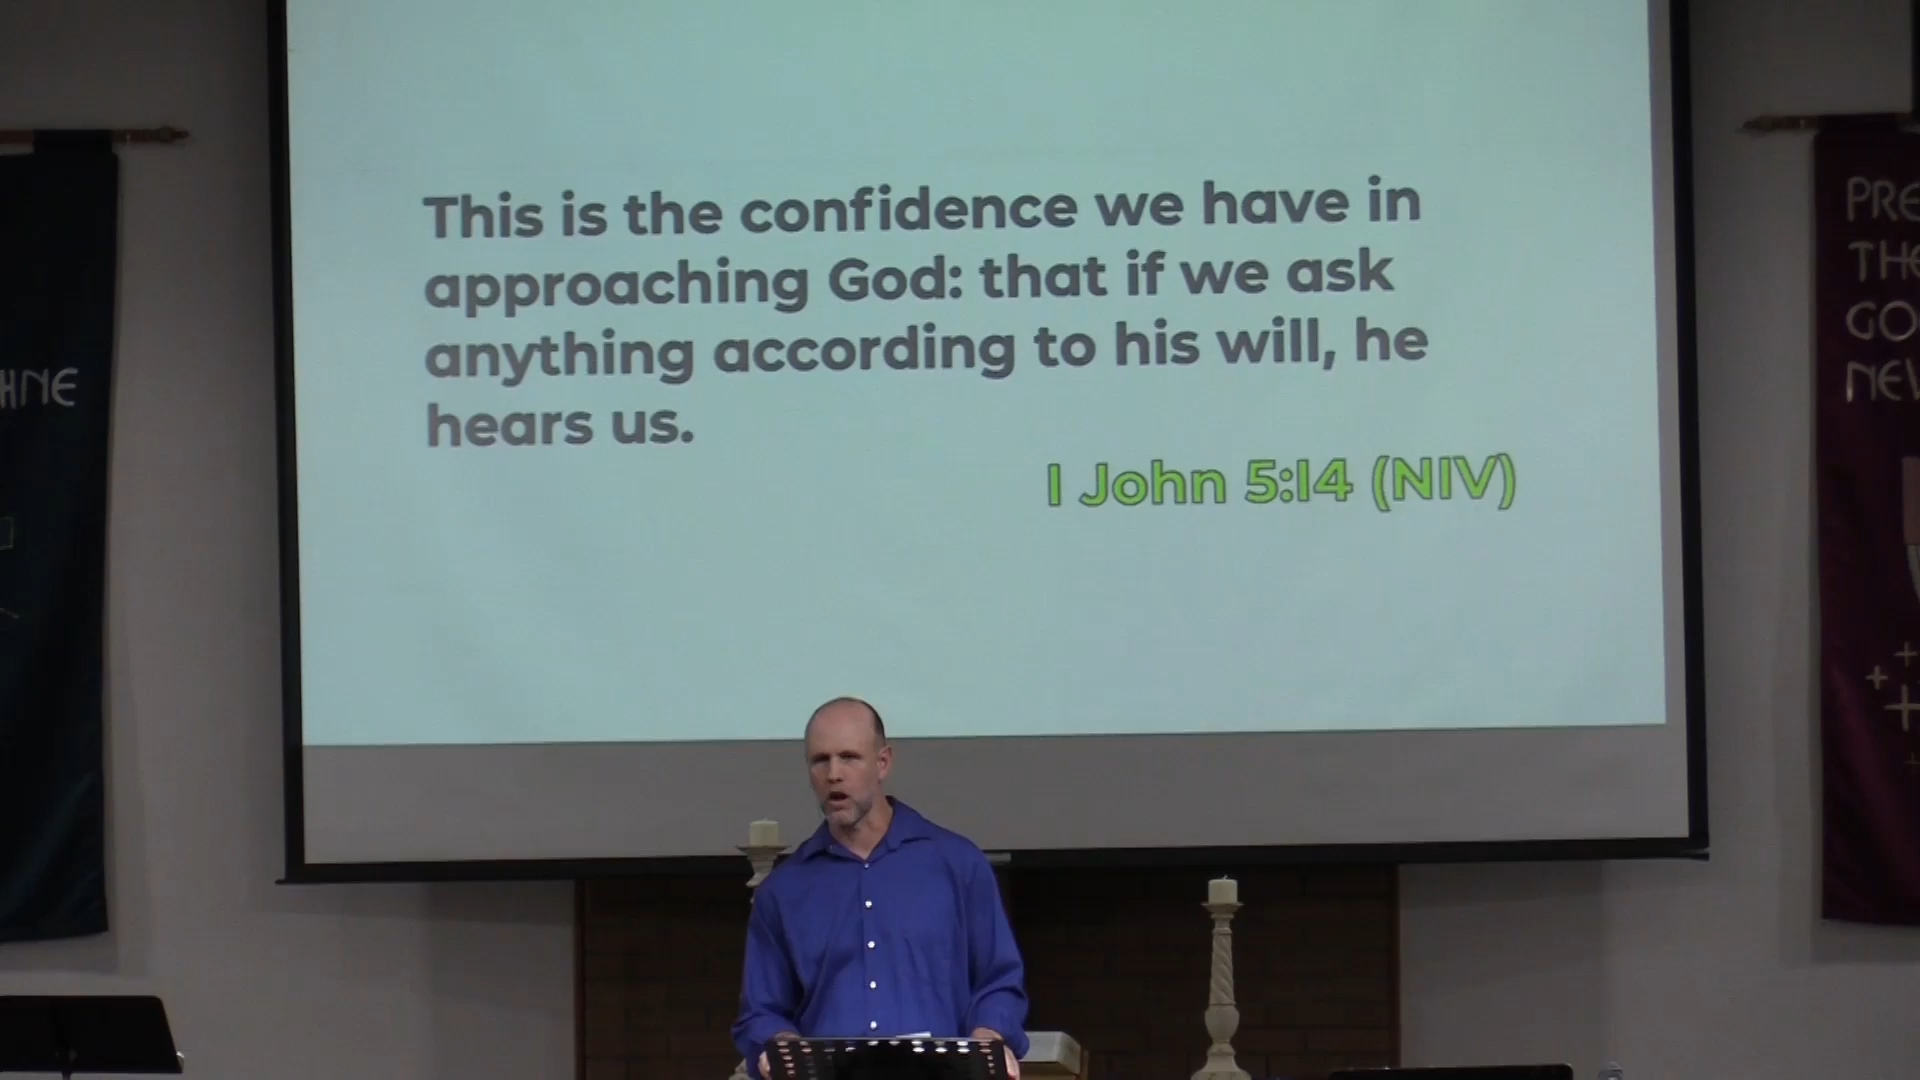 This is the confidence we have in
approaching God: that if we ask
anything according to his will, he
hears us.
I John 5:14 (NIV)